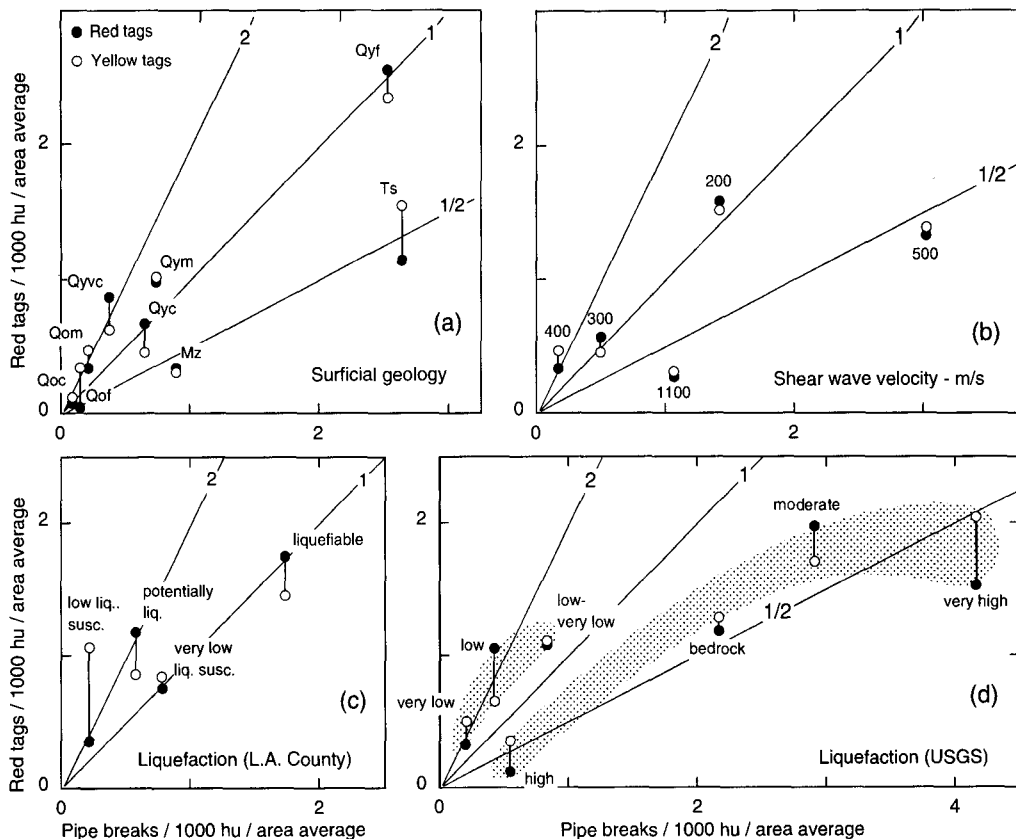 Red tags
Yellow tags
2
1
Qyf
Ts
1/2
Qyvc
Qym
Qom
Qyc
Mz
Qoc
Qof
(a)
Surficial geology
2
0
0
2
Red tags / 1000 hu / area average
2
1
1/2
200
500
400
300
1100
(b)
Shear wave velocity - m/s
0
2
4
2
1
liquefiable
potentially
liq.
low liq..
susc.
very low
liq. susc.
(c)
Liquefaction (L.A. County)
2
0
0
1
2
Red tags / 1000 hu / area average
Pipe breaks / 1000 hu / area average
2
1
moderate
low-
very low
low
1/2
very high
bedrock
very low
high
(d)
Liquefaction (USGS)
2
0
0
1
2
3
4
Pipe breaks / 1000 hu / area average